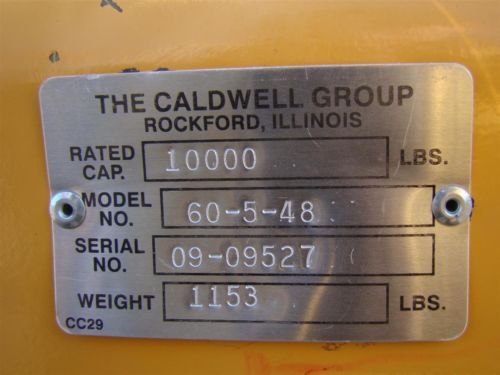 THE CALDWELL GROUP
ROCKFORD, ILLINOIS
RATED CAP. 10000 LBS.
MODEL NO. 60-5-48
SERIAL NO. 09-09527
WEIGHT 1153 LBS.
CC29